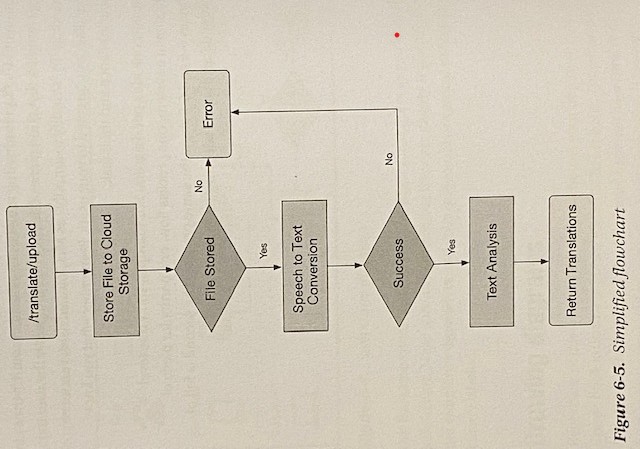 /translate/upload
Store File to Cloud
Storage
File Stored
No
Error
Yes
Speech to Text
Conversion
Success
No
Yes
Text Analysis
Return Translations
Figure 6-5. Simplified flowchart